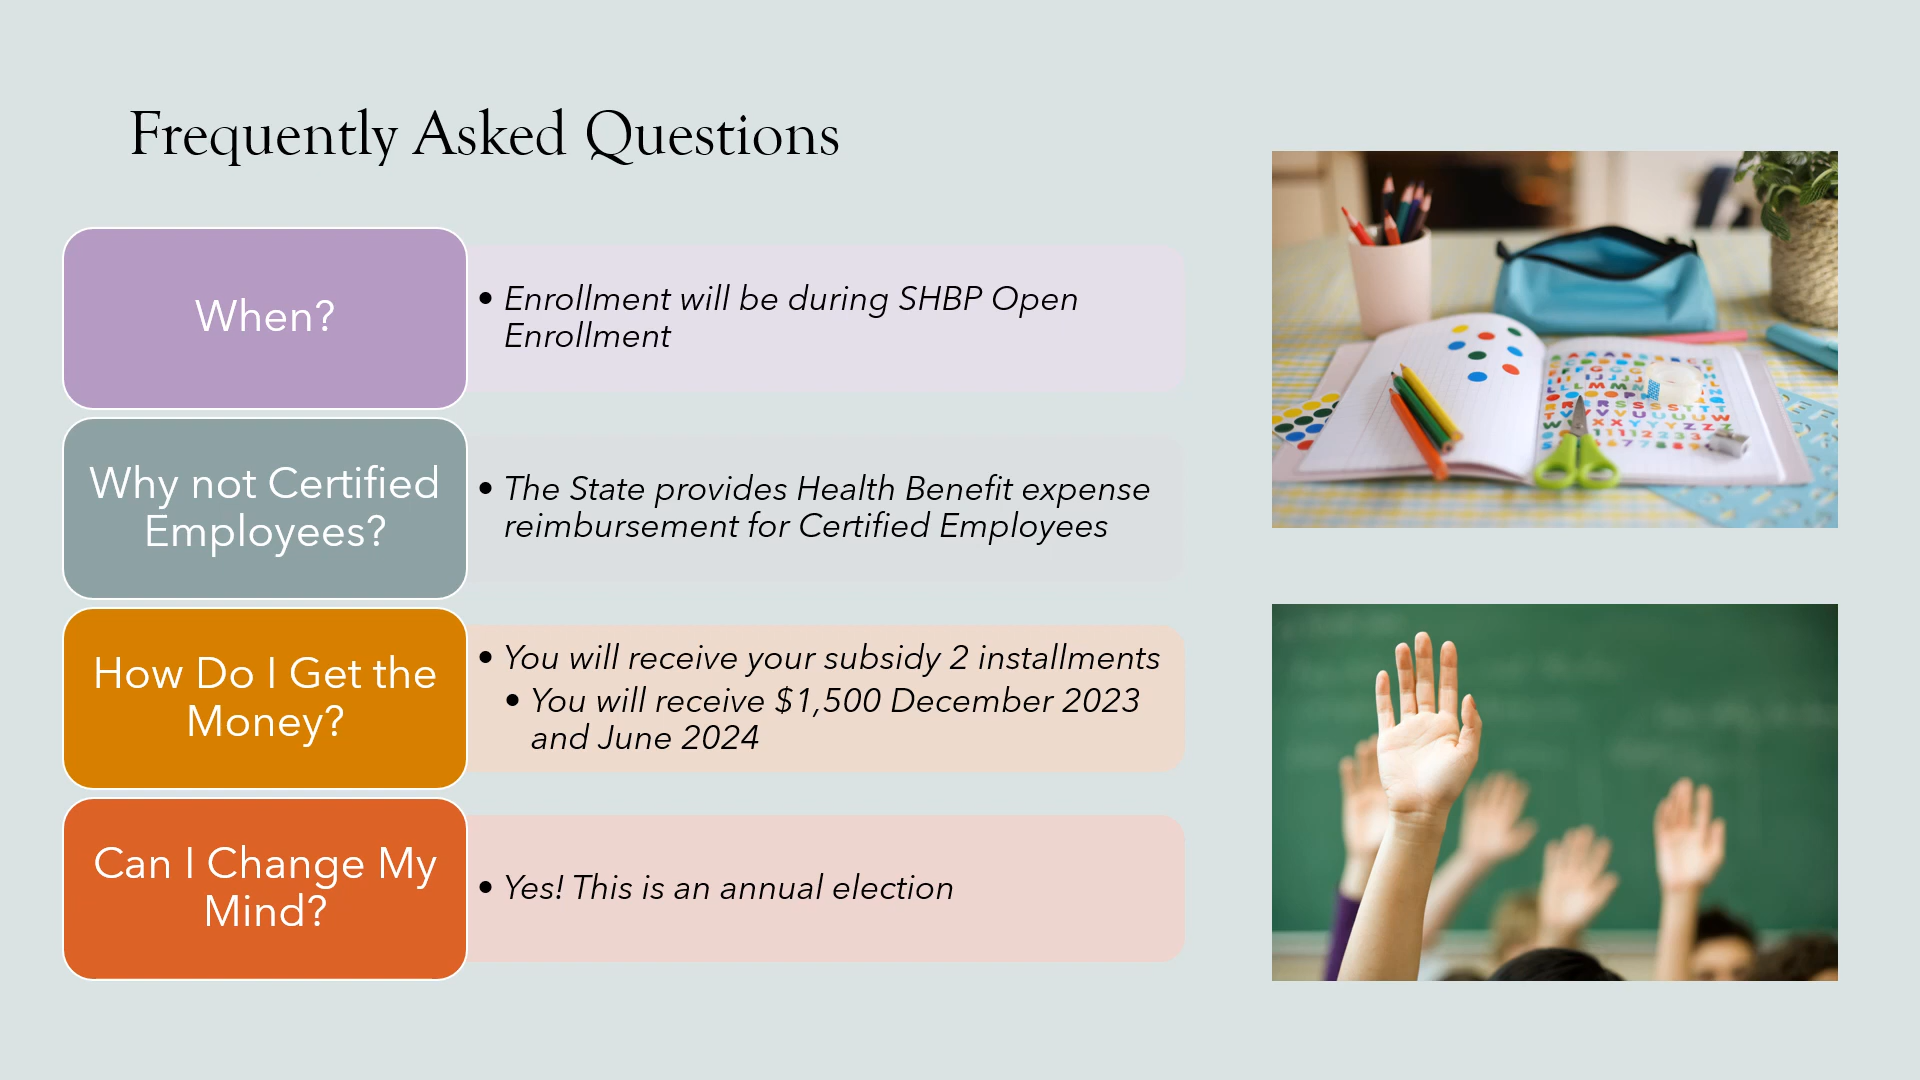 Frequently Asked Questions
When?
• Enrollment will be during SHBP Open
Enrollment
Why not Certified
Employees?
• The State provides Health Benefit expense
reimbursement for Certified Employees
How Do I Get the
Money?
• You will receive your subsidy 2 installments
• You will receive $1,500 December 2023
and June 2024
Can I Change My
Mind?
• Yes! This is an annual election